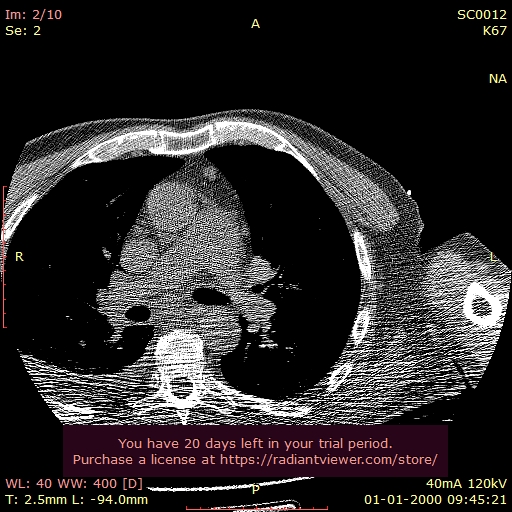 Im: 2/10
Se: 2
A
SC0012
K67
NA
R
L
You have 20 days left in your trial period.
Purchase a license at https://radiantviewer.com/store/
WL: 40 WW: 400 [D]
T: 2.5mm L: -94.0mm
P
40mA 120kV
01-01-2000 09:45:21